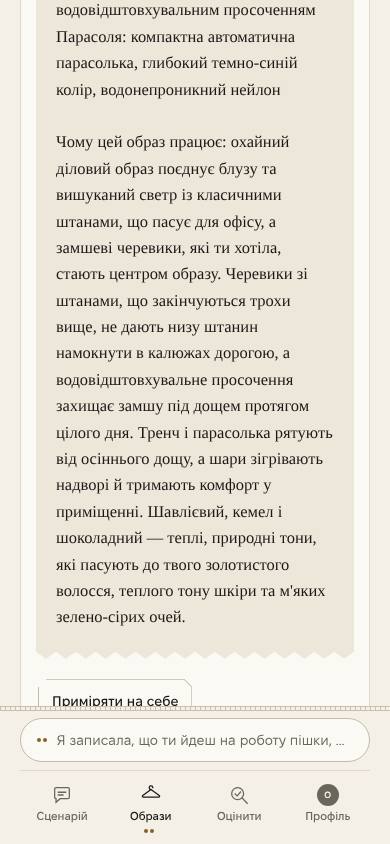 водовідштовхувальним просоченням
Парасоля: компактна автоматична
парасолька, глибокий темно-синій
колір, водонепроникний нейлон
Чому цей образ працює: охайний
діловий образ поєднує блузу та
вишуканий светр із класичними
штанами, що пасує для офісу, а
замшеві черевики, які ти хотіла,
стають центром образу. Черевики зі
штанами, що закінчуються трохи
вище, не дають низу штанин
намокнути в калюжах дорогою, а
водовідштовхувальне просочення
захищає замшу під дощем протягом
цілого дня. Тренч і парасолька рятують
від осіннього дощу, а шари зігрівають
надворі й тримають комфорт у
приміщенні. Шавлієвий, кемел і
шоколадний — теплі, природні тони,
які пасують до твого золотистого
волосся, теплого тону шкіри та м'яких
зелено-сірих очей.
Приміряти на себе
Я записала, що ти йдеш на роботу пішки, ...
Сценарій
Образи
Оцінити
О
Профіль